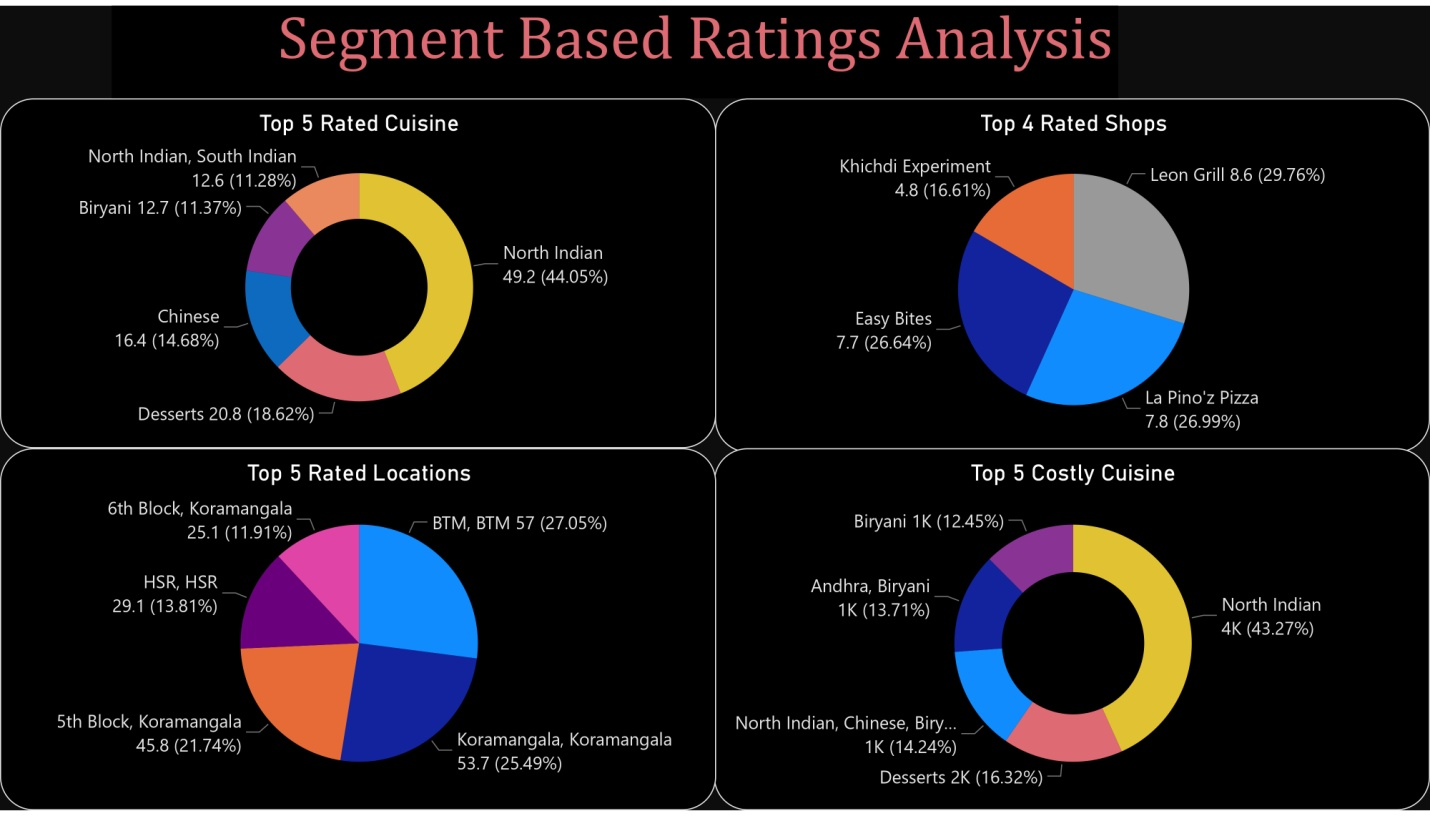 Segment Based Ratings Analysis
Top 5 Rated Cuisine
North Indian, South Indian
12.6 (11.28%)
Biryani 12.7 (11.37%)
North Indian
49.2 (44.05%)
Chinese
16.4 (14.68%)
Desserts 20.8 (18.62%)
Top 4 Rated Shops
Khichdi Experiment
4.8 (16.61%)
Leon Grill 8.6 (29.76%)
Easy Bites
7.7 (26.64%)
La Pino'z Pizza
7.8 (26.99%)
Top 5 Rated Locations
6th Block, Koramangala
25.1 (11.91%)
BTM, BTM 57 (27.05%)
HSR, HSR
29.1 (13.81%)
5th Block, Koramangala
45.8 (21.74%)
Koramangala, Koramangala
53.7 (25.49%)
Top 5 Costly Cuisine
Biryani 1K (12.45%)
Andhra, Biryani
1K (13.71%)
North Indian
4K (43.27%)
North Indian, Chinese, Biry...
1K (14.24%)
Desserts 2K (16.32%)